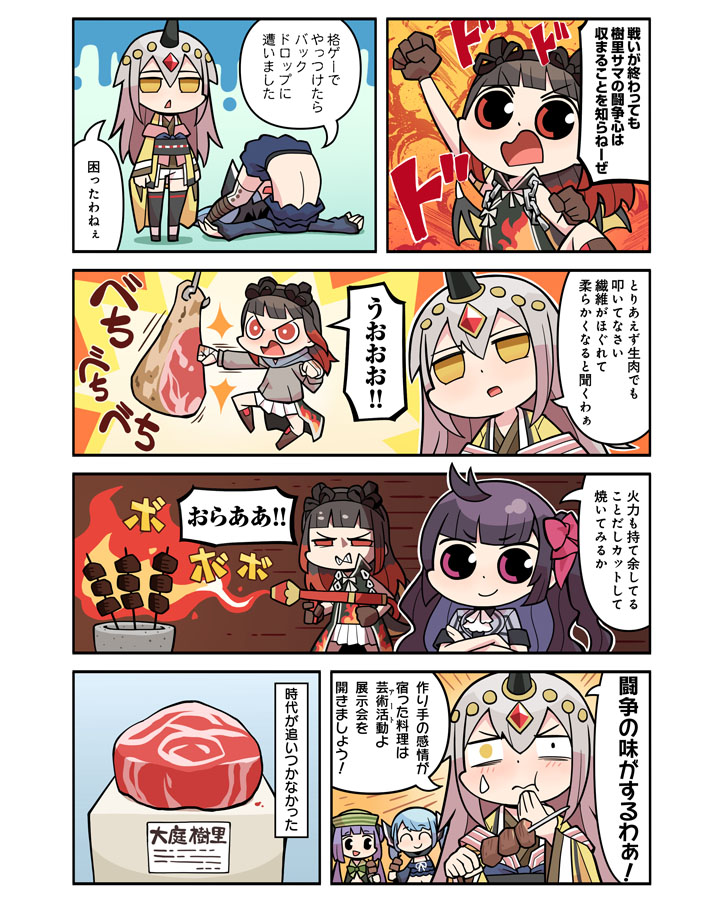 戦いが終わっても
樹里サマの闘争心は
収まることを知らねーぜ
ドドド
格ゲーで
やっつけたら
バック
ドロップに
遭いました
困ったわねぇ
とりあえず生肉でも
叩いてなさい
繊維がほぐれて
柔らかくなると聞くわぁ
うおおお!!
べち
べち
べち
火力も持て余してる
ことだしカットして
焼いてみるか
おらああ!!
ボ
ボ
ボ
闘争の味がするわぁ!
作り手の感情が
宿った料理は
芸術活動よ
アート
展示会を
開きましょう!
時代が追いつかなかった
大庭樹里